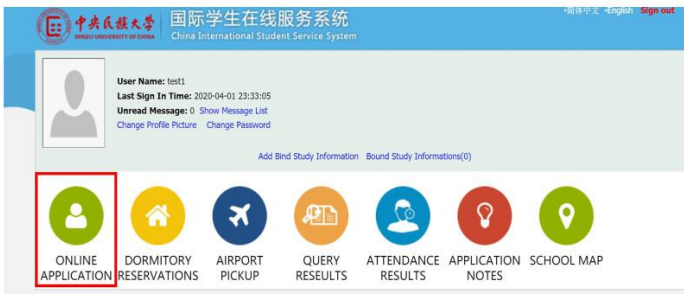 中央民族大学
MINZU UNIVERSITY OF CHINA
国际学生在线服务系统
China International Student Service System
•简体中文 •English Sign out
User Name: test1
Last Sign In Time: 2020-04-01 23:33:05
Unread Message: 0 Show Message List
Change Profile Picture Change Password
Add Bind Study Information Bound Study Informations(0)
ONLINE APPLICATION
DORMITORY RESERVATIONS
AIRPORT PICKUP
QUERY RESEULTS
ATTENDANCE RESULTS
APPLICATION NOTES
SCHOOL MAP